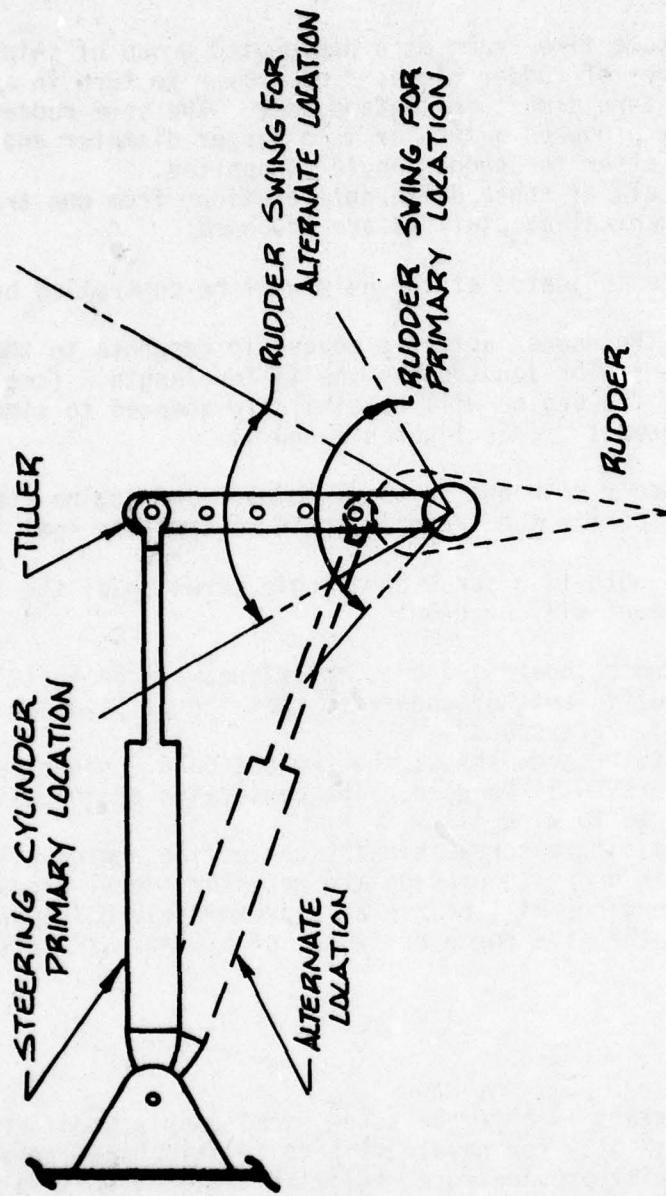 STEERING CYLINDER
PRIMARY LOCATION
TILLER
RUDDER SWING FOR
ALTERNATE LOCATION
ALTERNATE
LOCATION
RUDDER SWING FOR
PRIMARY
LOCATION
RUDDER